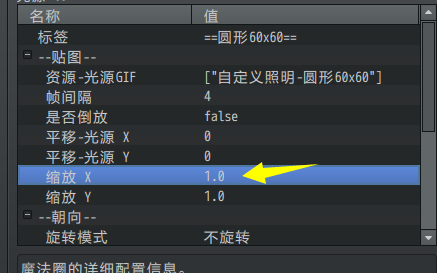 名称 值
标签 ==圆形60x60==
--贴图--
资源-光源GIF ["自定义照明-圆形60x60"]
帧间隔 4
是否倒放 false
平移-光源 X 0
平移-光源 Y 0
缩放 X 1.0
缩放 Y 1.0
--朝向--
旋转模式 不旋转
魔法圈的详细配置信息。